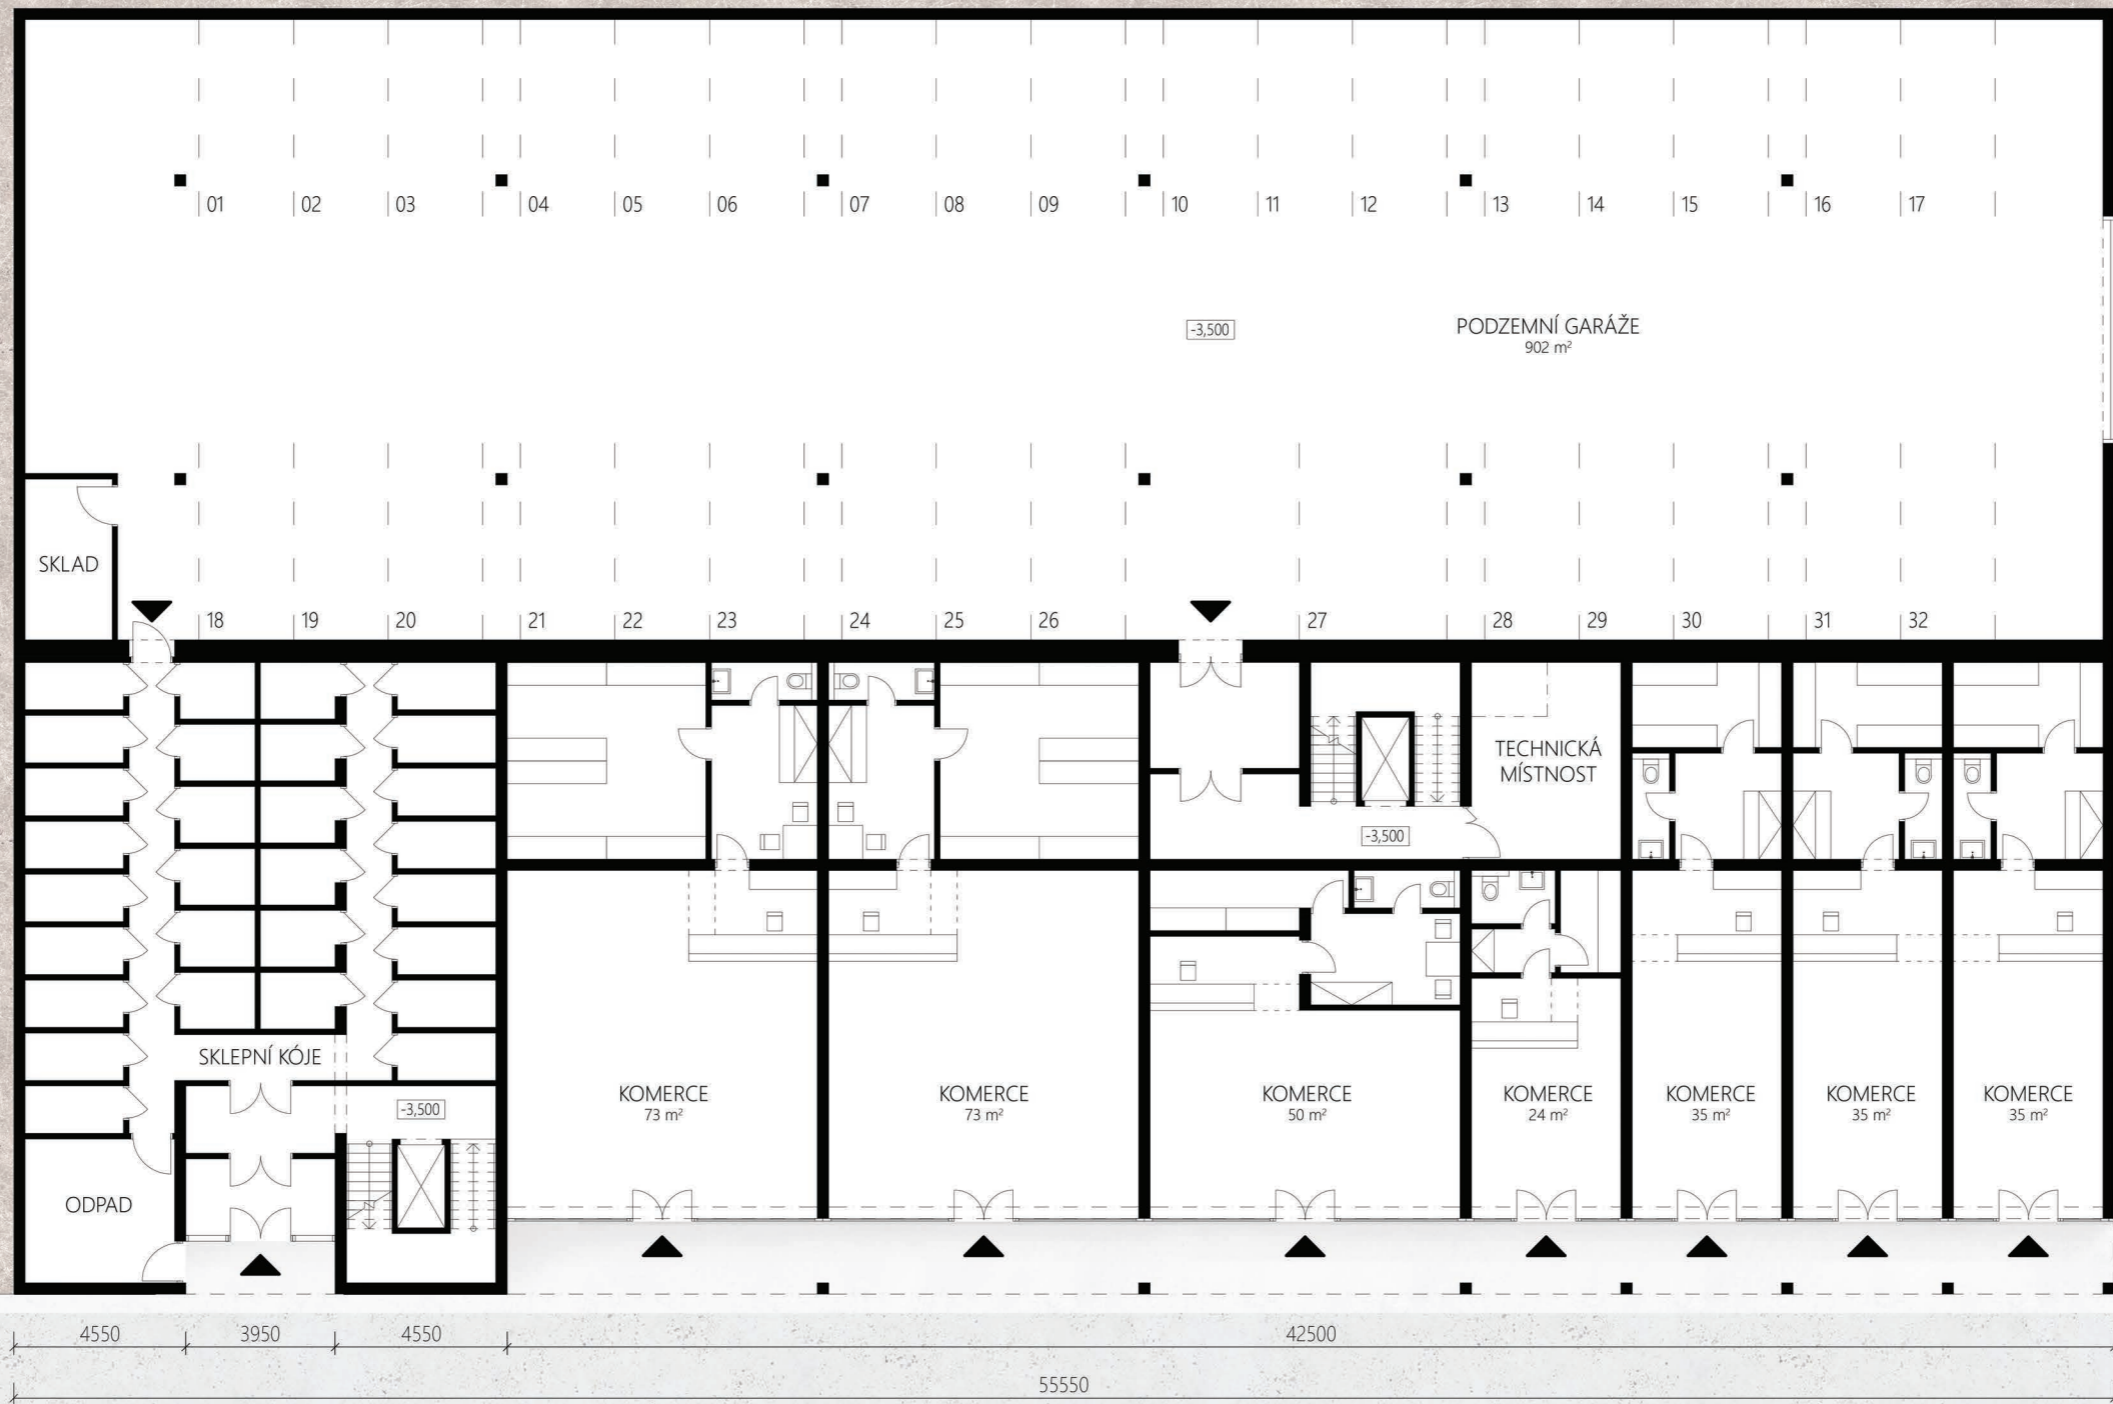 01 02 03 04 05 06 07 08 09 10 11 12 13 14 15 16 17
-3,500
PODZEMNÍ GARÁŽE
902 m²
SKLAD
18 19 20 21 22 23 24 25 26 27 28 29 30 31 32
TECHNICKÁ
MÍSTNOST
-3,500
SKLEPNÍ KÓJE
-3,500
KOMERCE
73 m²
KOMERCE
73 m²
KOMERCE
50 m²
KOMERCE
24 m²
KOMERCE
35 m²
KOMERCE
35 m²
KOMERCE
35 m²
ODPAD
4550 3950 4550 42500
55550